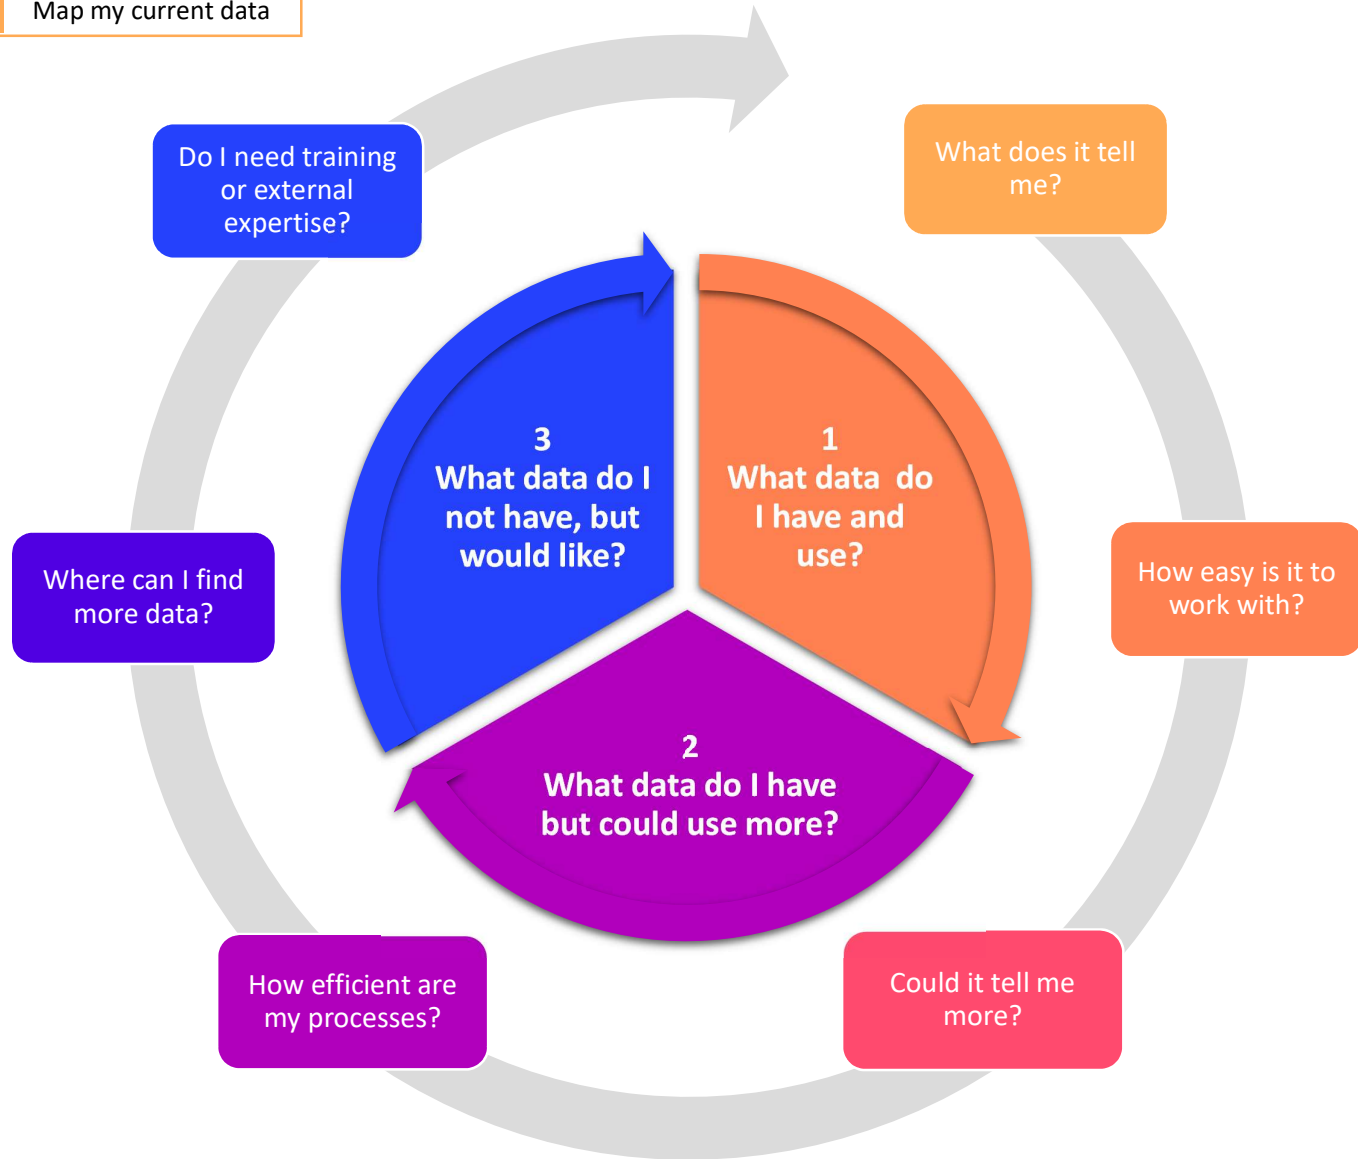 Map my current data
Do I need training
or external
expertise?
What does it tell
me?
3
What data do I
not have, but
would like?
1
What data  do
I have and
use?
Where can I find
more data?
How easy is it to
work with?
2
What data do I have
but could use more?
How efficient are
my processes?
Could it tell me
more?